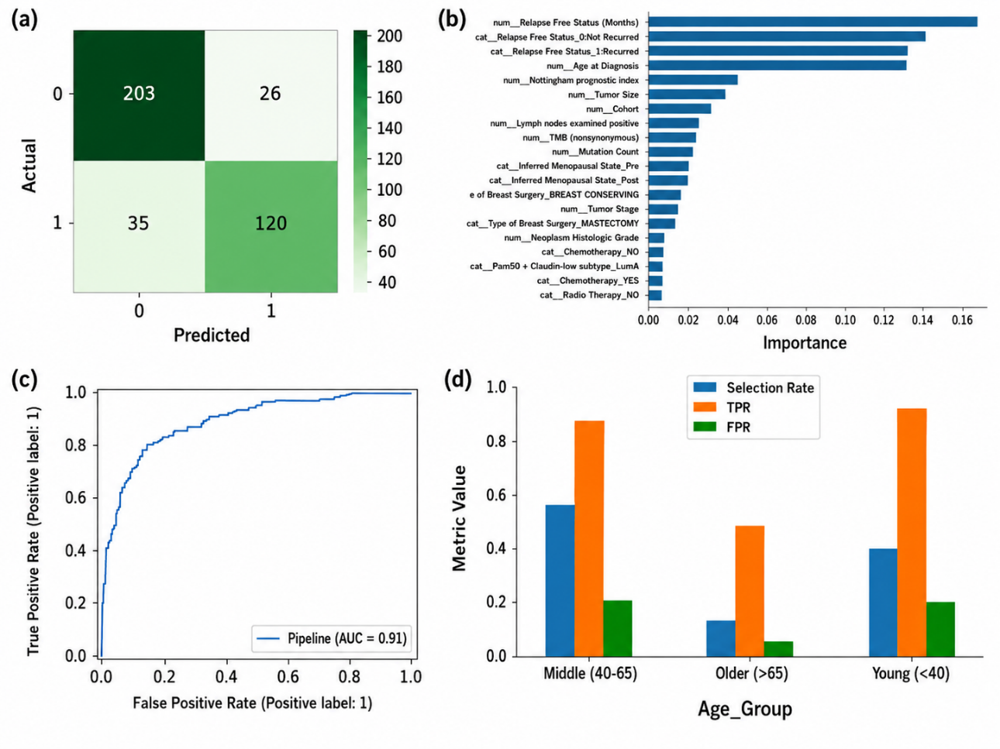 (a)
Actual
0
1
203
26
35
120
0
1
Predicted
200
180
160
140
120
100
80
60
40
(b)
num__Relapse Free Status (Months)
cat__Relapse Free Status_0:Not Recurred
cat__Relapse Free Status_1:Recurred
num__Age at Diagnosis
num__Nottingham prognostic index
num__Tumor Size
num__Cohort
num__Lymph nodes examined positive
num__TMB (nonsynonymous)
num__Mutation Count
cat__Inferred Menopausal State_Pre
cat__Inferred Menopausal State_Post
e of Breast Surgery_BREAST CONSERVING
num__Tumor Stage
cat__Type of Breast Surgery_MASTECTOMY
num__Neoplasm Histologic Grade
cat__Chemotherapy_NO
cat__Pam50 + Claudin-low subtype_LumA
cat__Chemotherapy_YES
cat__Radio Therapy_NO
0.00 0.02 0.04 0.06 0.08 0.10 0.12 0.14 0.16
Importance
(c)
True Positive Rate (Positive label: 1)
1.0
0.8
0.6
0.4
0.2
0.0
Pipeline (AUC = 0.91)
0.0 0.2 0.4 0.6 0.8 1.0
False Positive Rate (Positive label: 1)
(d)
Metric Value
1.0
0.8
0.6
0.4
0.2
0.0
Selection Rate
TPR
FPR
Middle (40-65) Older (>65) Young (<40)
Age_Group